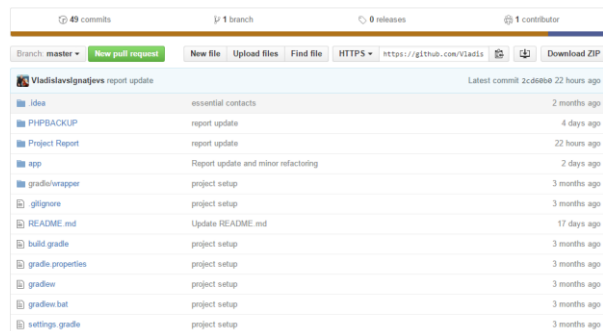 49 commits 1 branch 0 releases 1 contributor
Branch: master New pull request New file Upload files Find file HTTPS https://github.com/Vladis Download ZIP
VladislavsIgnatjevs report update Latest commit 2cd60b0 22 hours ago
.idea essential contacts 2 months ago
PHPBACKUP report update 4 days ago
Project Report report update 22 hours ago
app Report update and minor refactoring 2 days ago
gradle/wrapper project setup 3 months ago
.gitignore project setup 3 months ago
README.md Update README.md 17 days ago
build.gradle project setup 3 months ago
gradle.properties project setup 3 months ago
gradlew project setup 3 months ago
gradlew.bat project setup 3 months ago
settings.gradle project setup 3 months ago